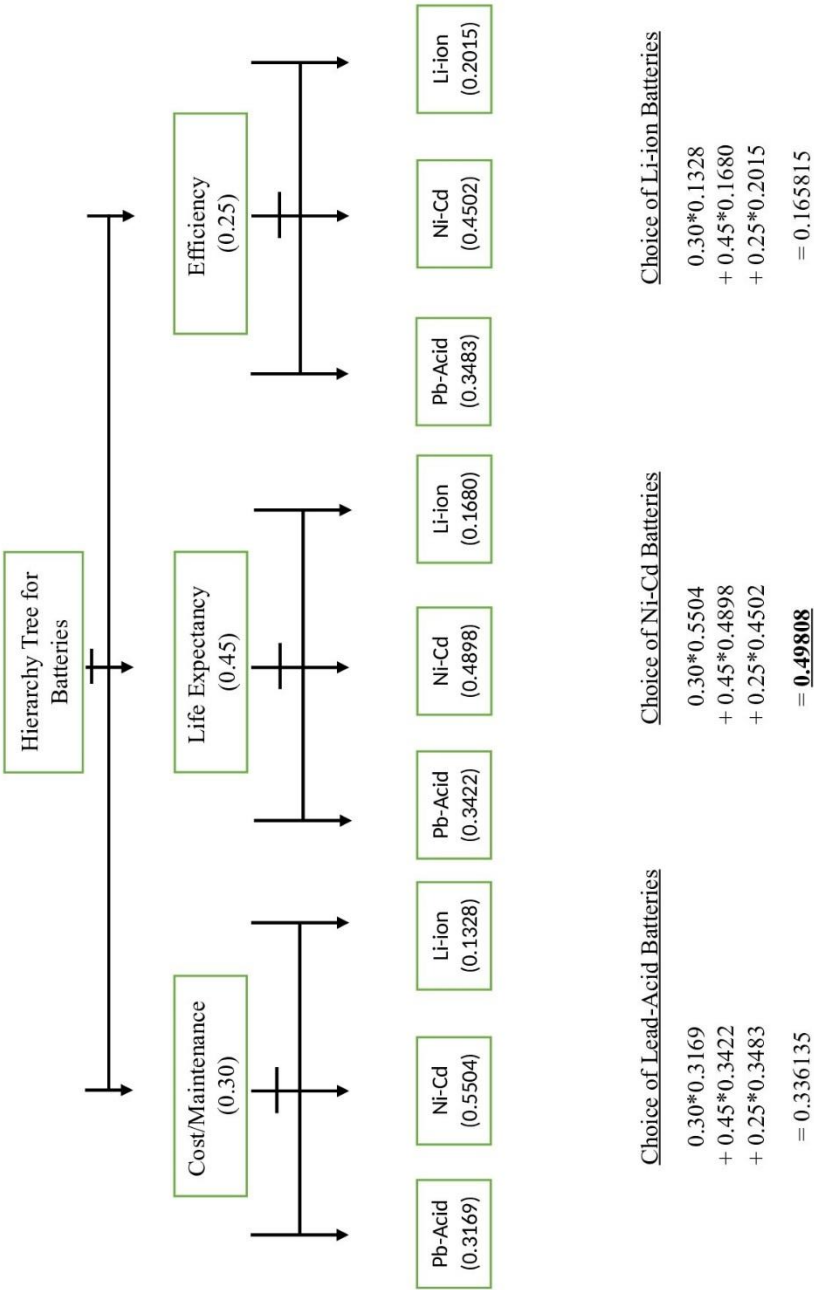 Hierarchy Tree for
Batteries
Cost/Maintenance
(0.30)
Life Expectancy
(0.45)
Efficiency
(0.25)
Pb-Acid
(0.3169)
Ni-Cd
(0.5504)
Li-ion
(0.1328)
Pb-Acid
(0.3422)
Ni-Cd
(0.4898)
Li-ion
(0.1680)
Pb-Acid
(0.3483)
Ni-Cd
(0.4502)
Li-ion
(0.2015)
Choice of Lead-Acid Batteries
0.30*0.3169
+ 0.45*0.3422
+ 0.25*0.3483
= 0.336135
Choice of Ni-Cd Batteries
0.30*0.5504
+ 0.45*0.4898
+ 0.25*0.4502
= 0.49808
Choice of Li-ion Batteries
0.30*0.1328
+ 0.45*0.1680
+ 0.25*0.2015
= 0.165815